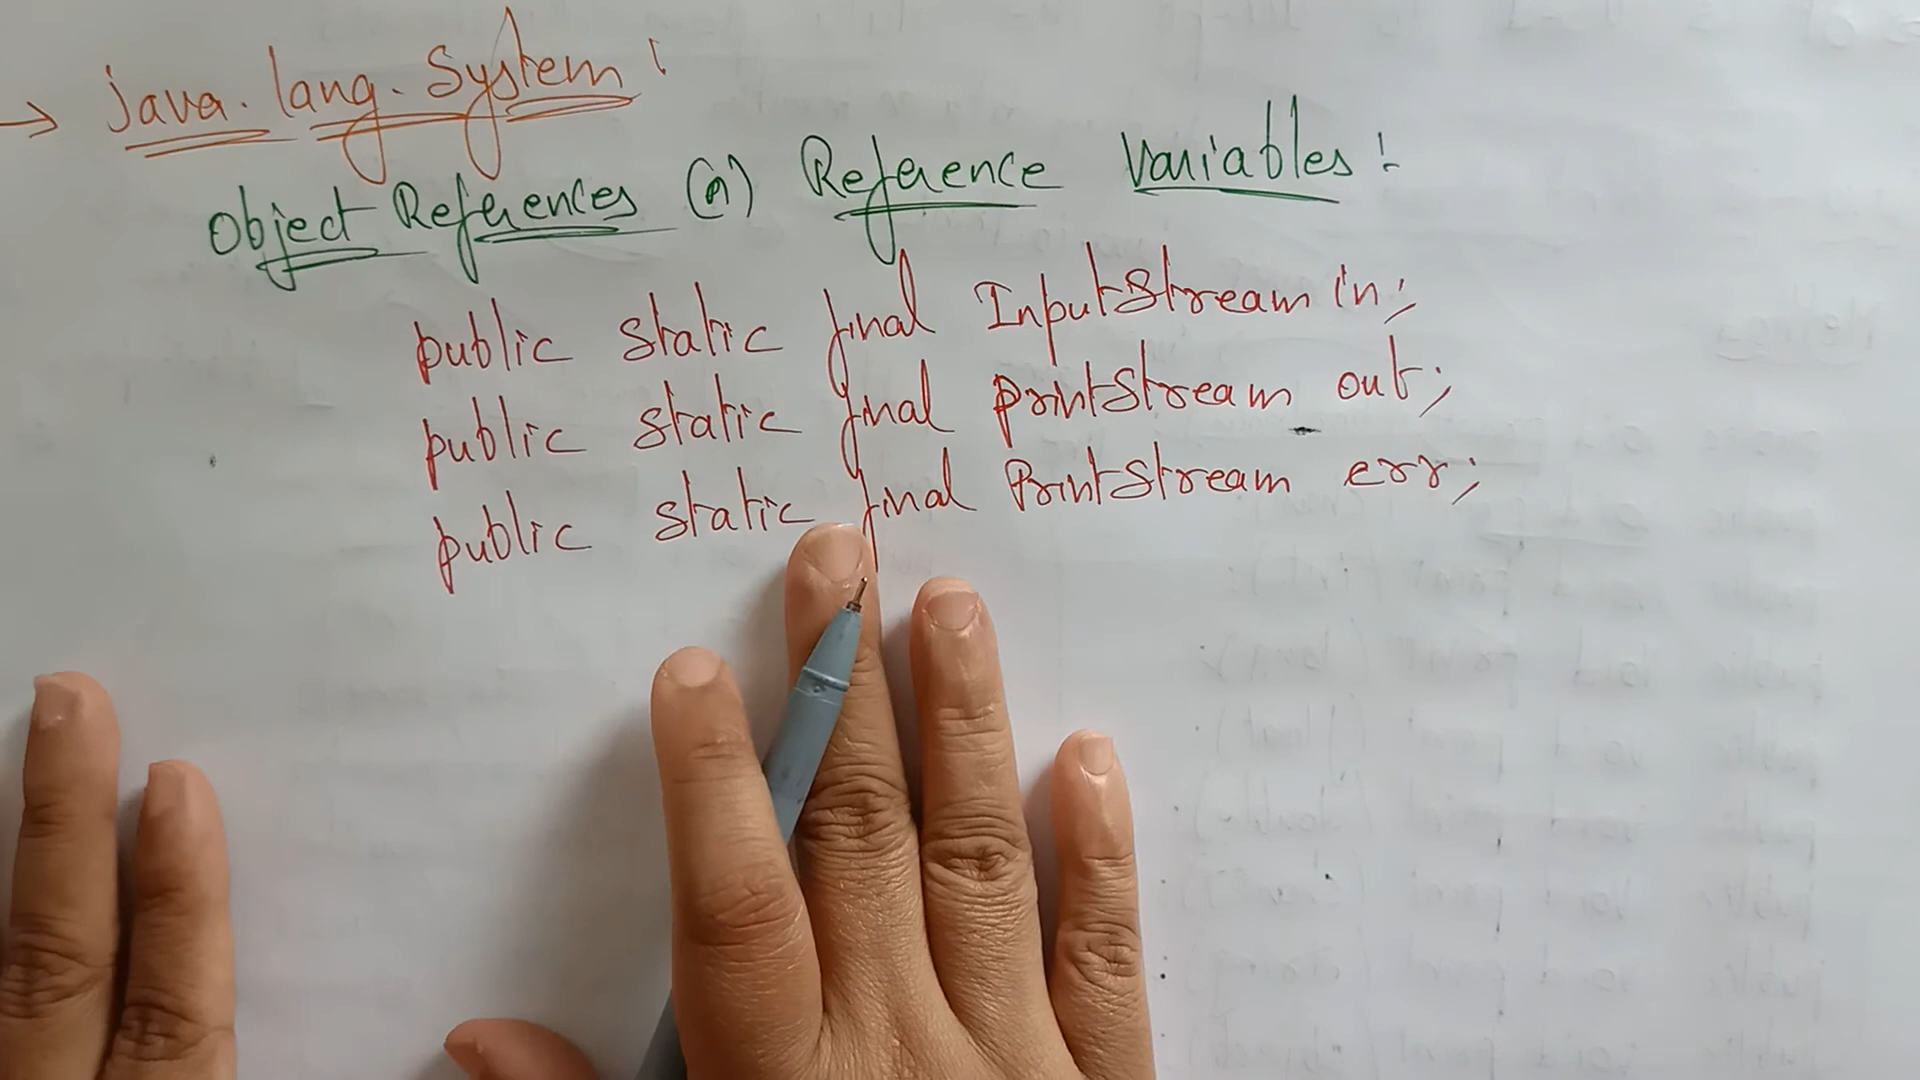 → java.lang.System:
Object References (or) Reference Variables:
public static final InputStream in;
public static final PrintStream out;
public static final PrintStream err;